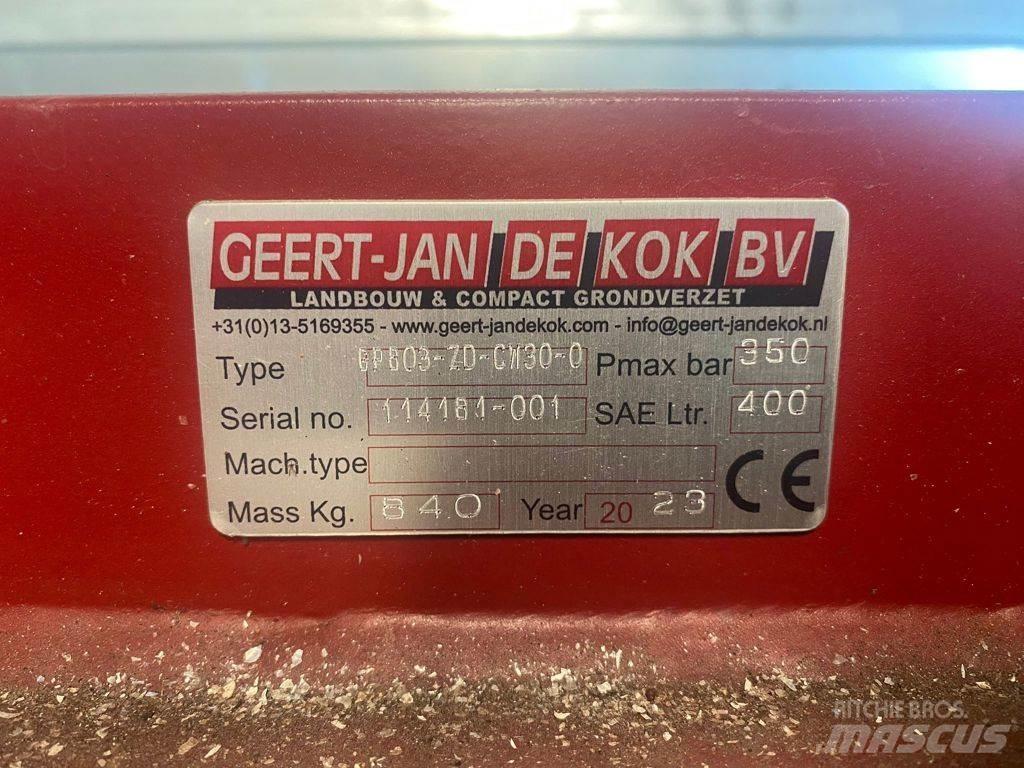 GEERT-JAN DE KOK BV
LANDBOUW & COMPACT GRONDVERZET
+31(0)13-5169355 - www.geert-jandekok.com - info@geert-jandekok.nl
Type Pmax bar 350
Serial no. 114181-001 SAE Ltr. 400
Mach.type CE
Mass Kg. 840 Year 20 23
RITCHIE BROS.
MASCUS